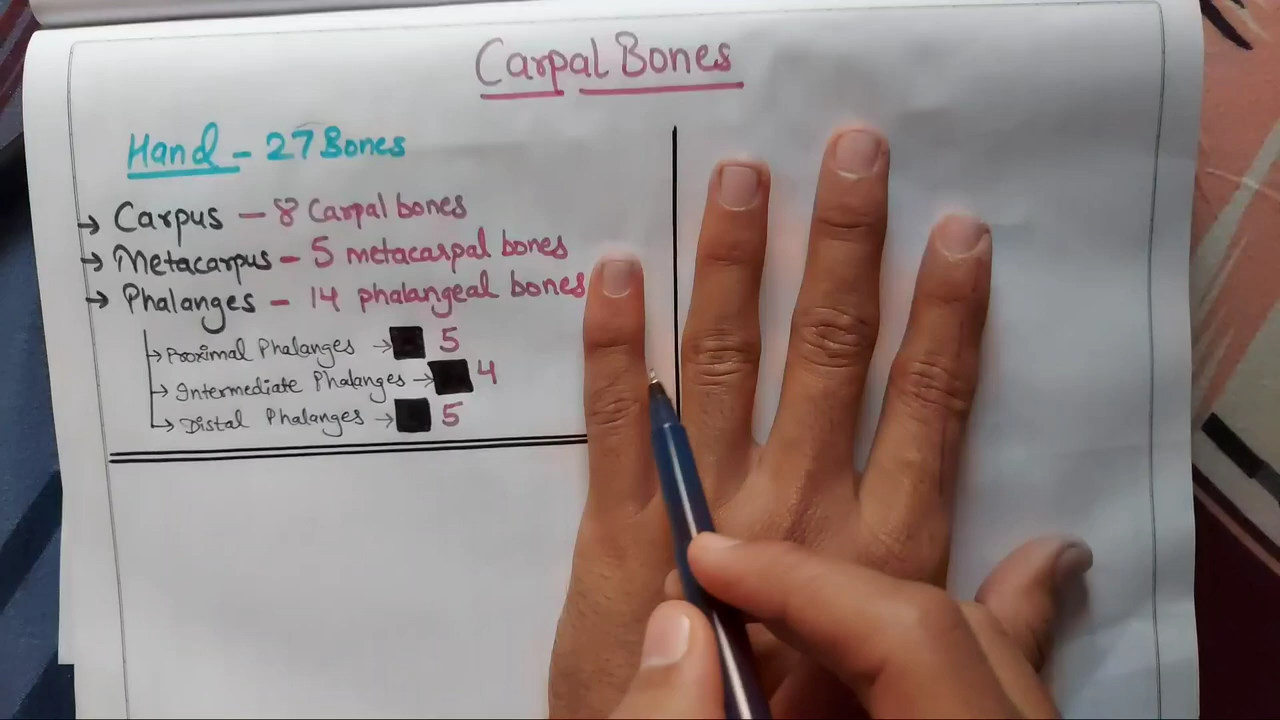 Carpal Bones
Hand - 27 Bones
→ Carpus - 8 Carpal bones
→ Metacarpus - 5 metacarpal bones
→ Phalanges - 14 phalangeal bones
→ Proximal Phalanges → 5
→ Intermediate Phalanges → 4
→ Distal Phalanges → 5